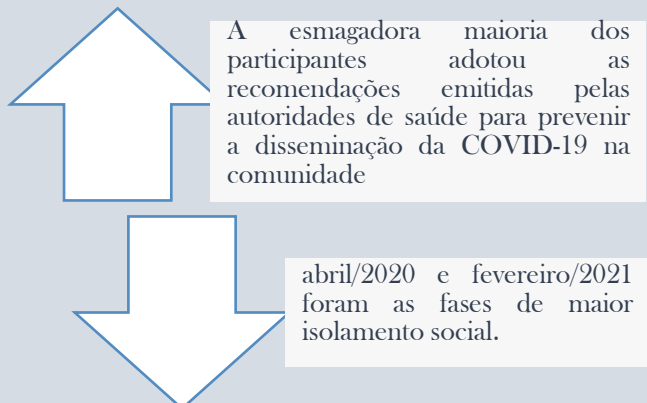 A esmagadora maioria dos
participantes adotou as
recomendações emitidas pelas
autoridades de saúde para prevenir
a disseminação da COVID-19 na
comunidade
abril/2020 e fevereiro/2021
foram as fases de maior
isolamento social.